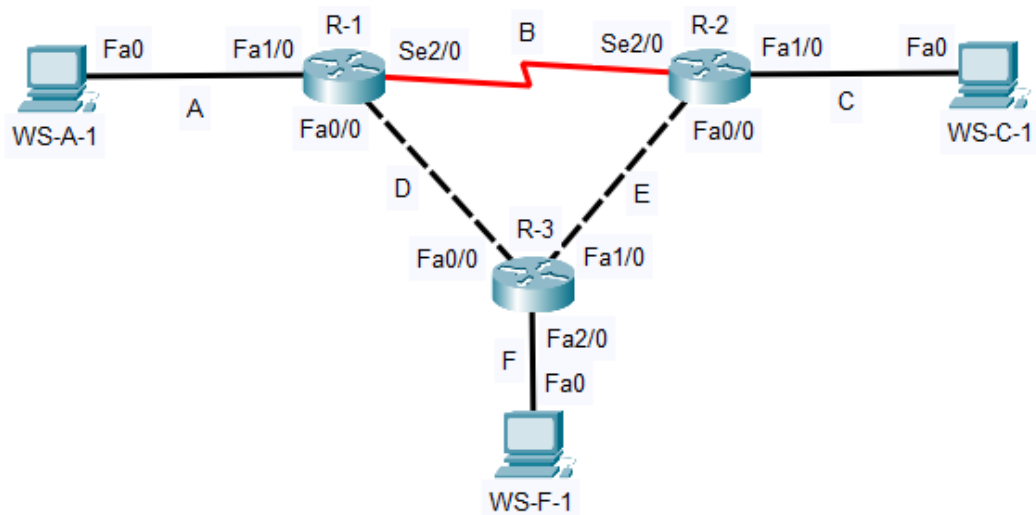 R-1
B
R-2
Fa0
Fa1/0
Se2/0
Se2/0
Fa1/0
Fa0
A
C
WS-A-1
Fa0/0
Fa0/0
WS-C-1
D
E
R-3
Fa0/0
Fa1/0
Fa2/0
F
Fa0
WS-F-1